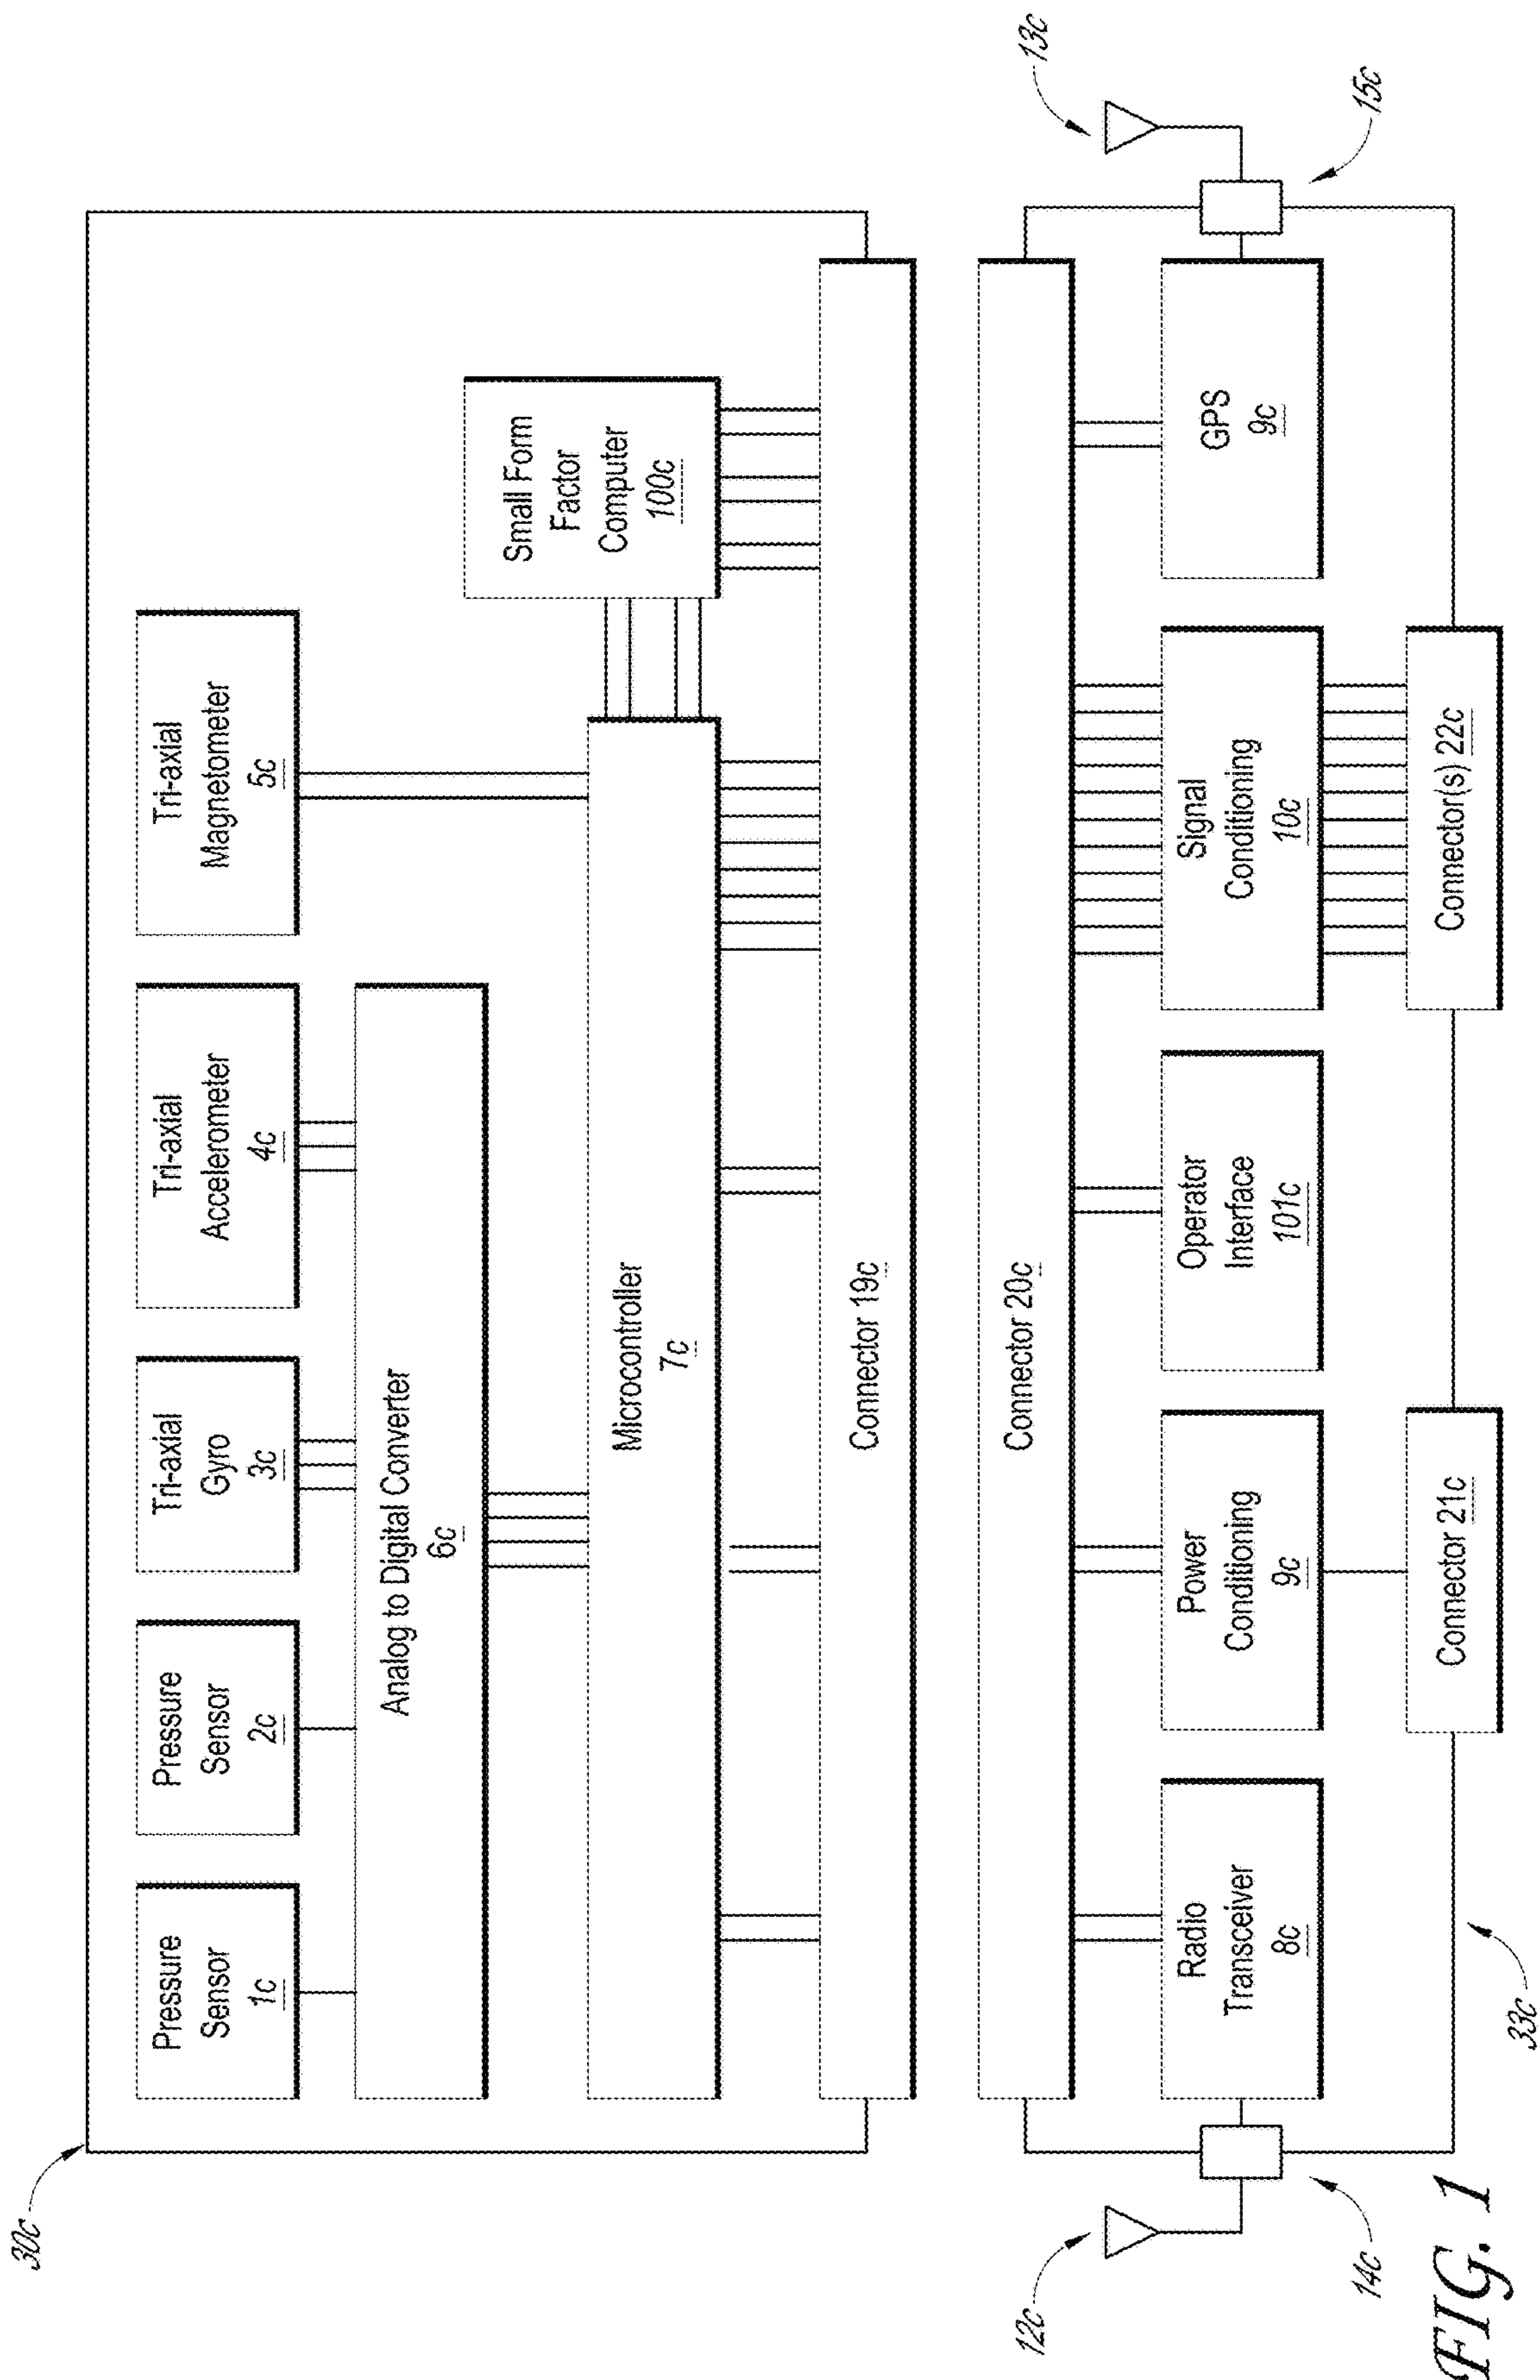 30c
Pressure
Sensor
1c
Pressure
Sensor
2c
Tri-axial
Gyro
3c
Tri-axial
Accelerometer
4c
Tri-axial
Magnetometer
5c
Analog to Digital Converter
6c
Small Form
Factor
Computer
100c
Microcontroller
7c
Connector 19c
Connector 20c
12c
13c
Radio
Transceiver
8c
Power
Conditioning
9c
Operator
Interface
101c
Signal
Conditioning
10c
GPS
9c
14c
15c
Connector 21c
Connector(s) 22c
33c
FIG. 1